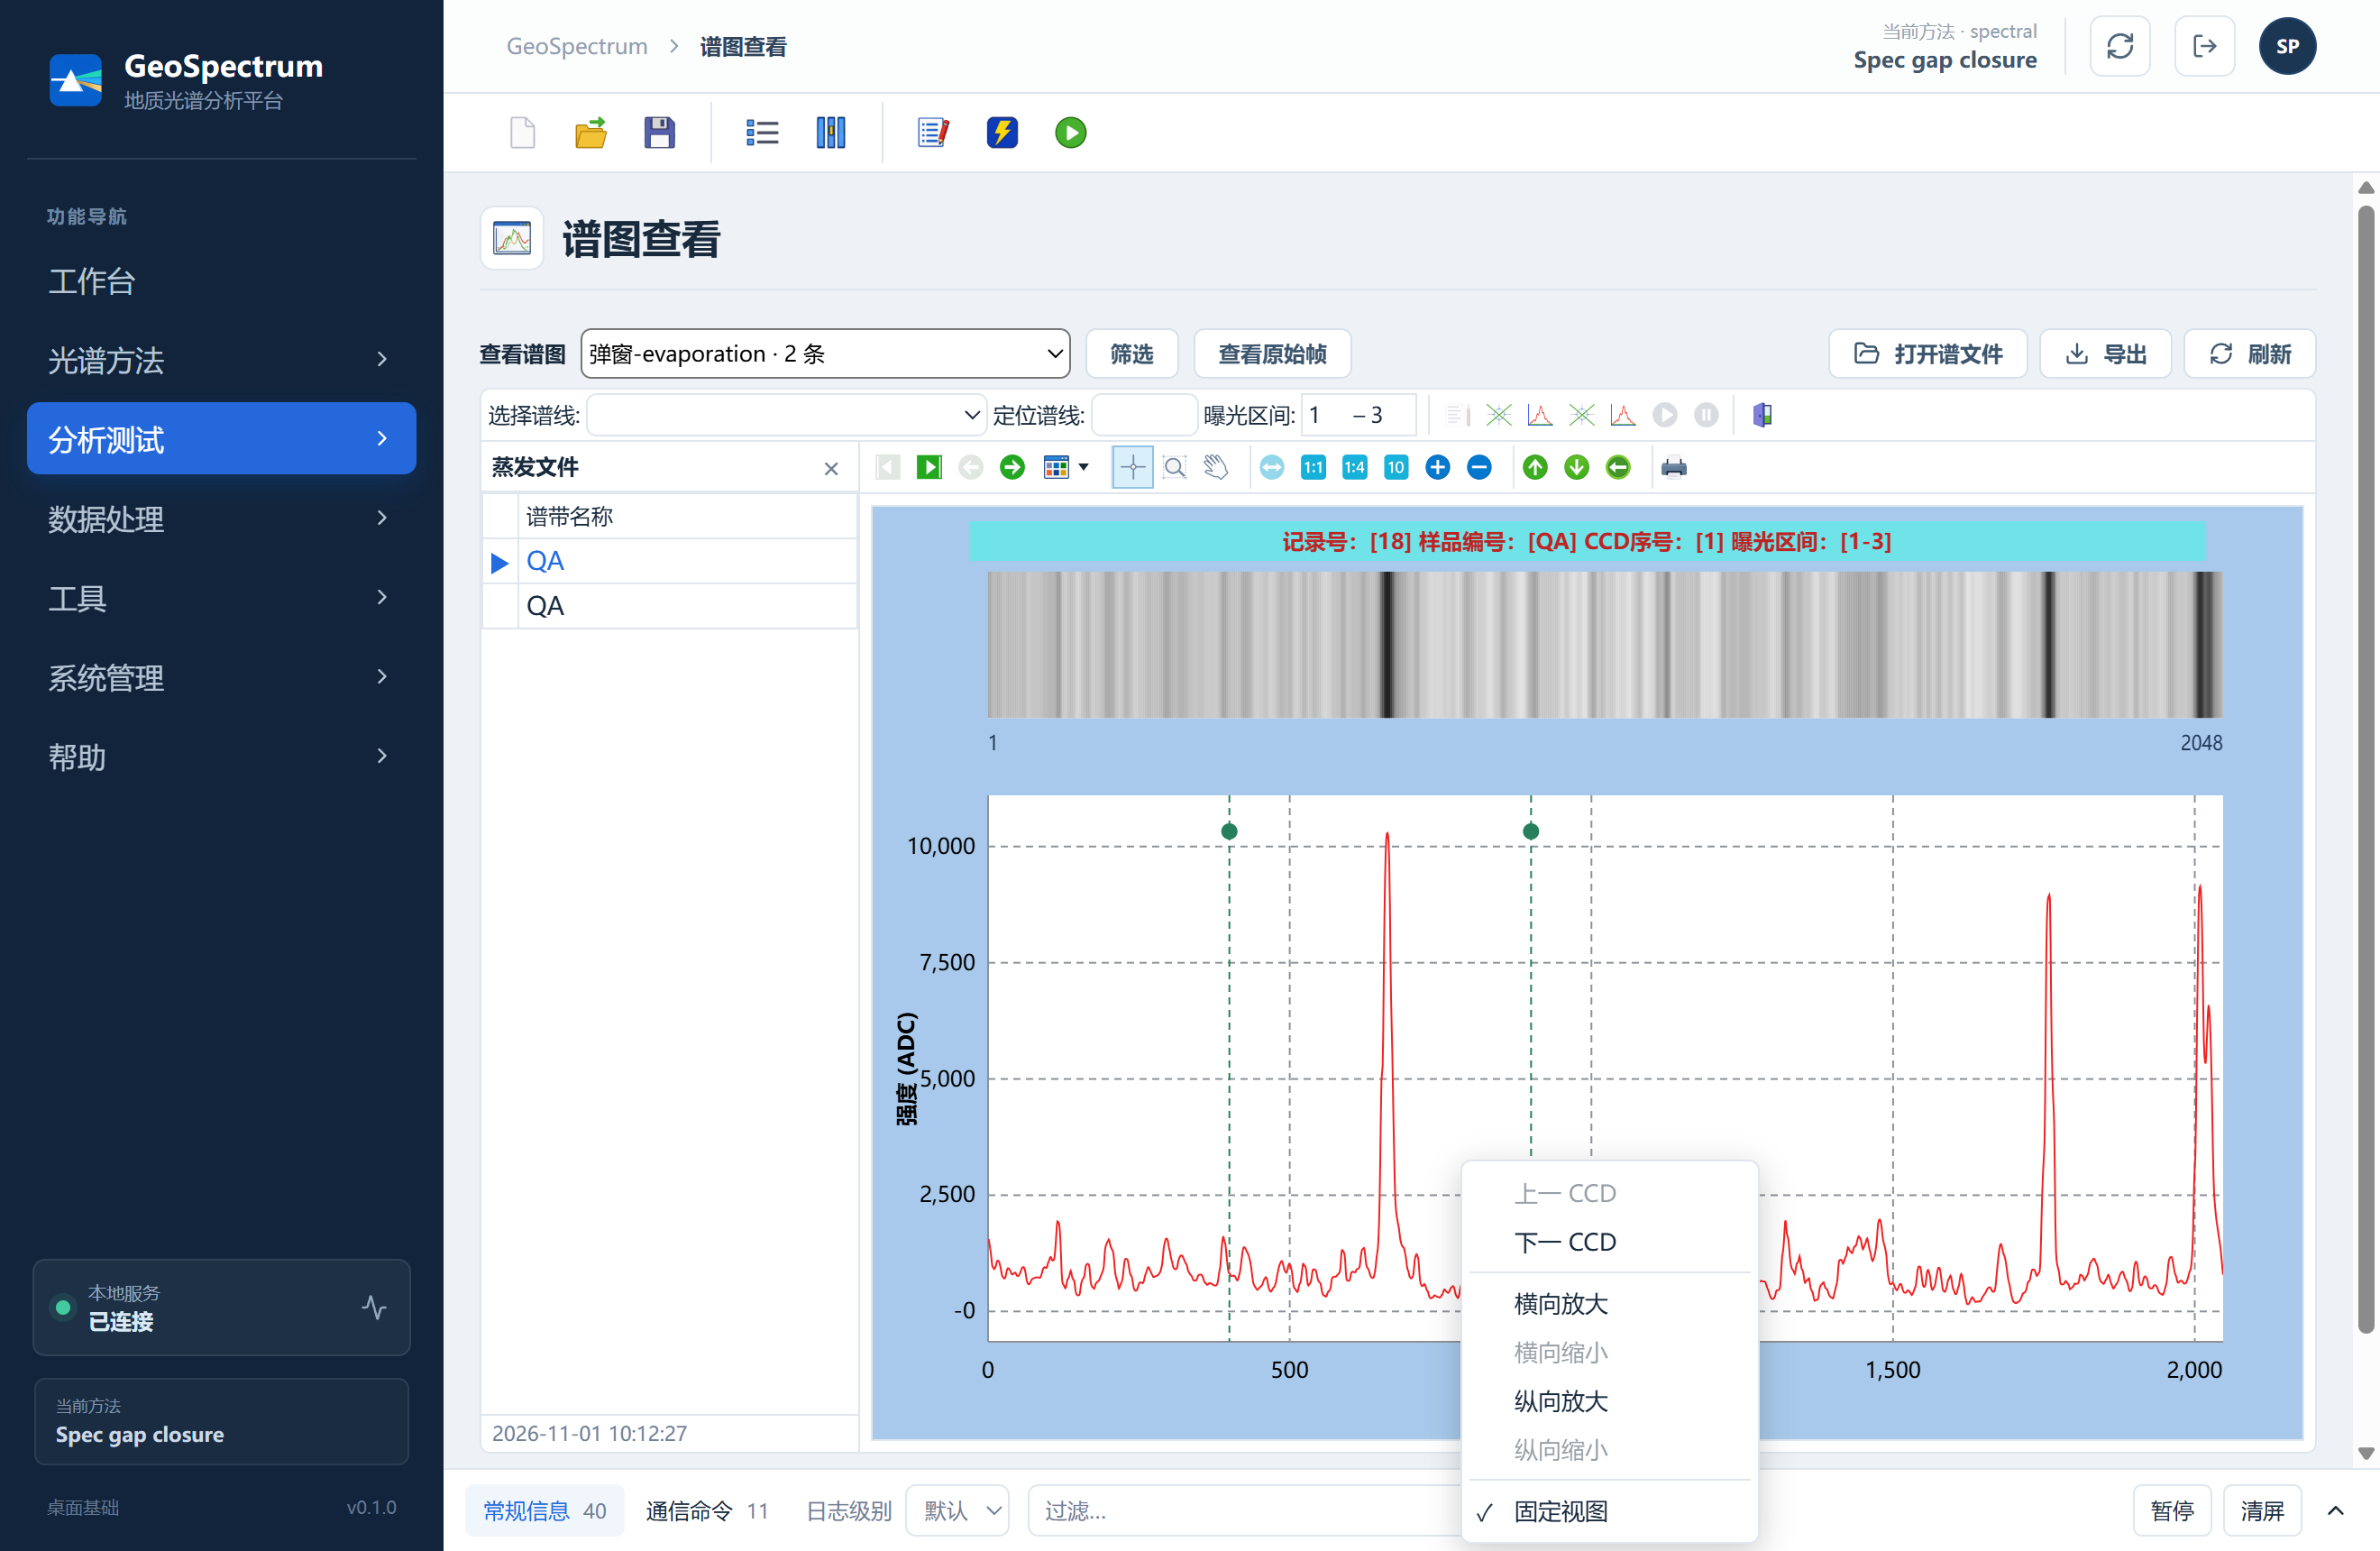 GeoSpectrum
地质光谱分析平台
功能导航
工作台
光谱方法
分析测试
数据处理
工具
系统管理
帮助
本地服务
已连接
当前方法
Spec gap closure
桌面基础 v0.1.0
GeoSpectrum > 谱图查看
当前方法 · spectral
Spec gap closure
SP
谱图查看
查看谱图 弹窗-evaporation · 2 条 筛选 查看原始帧 打开谱文件 导出 刷新
选择谱线: 定位谱线: 曝光区间: 1 – 3
蒸发文件
1:1 1:4 10
谱带名称
QA
QA
2026-11-01 10:12:27
记录号：[18] 样品编号：[QA] CCD序号：[1] 曝光区间：[1-3]
1 2048
强度 (ADC)
10,000
7,500
5,000
2,500
-0
0 500 1,500 2,000
上一 CCD
下一 CCD
横向放大
横向缩小
纵向放大
纵向缩小
✓ 固定视图
常规信息 40 通信命令 11 日志级别 默认 过滤... 暂停 清屏